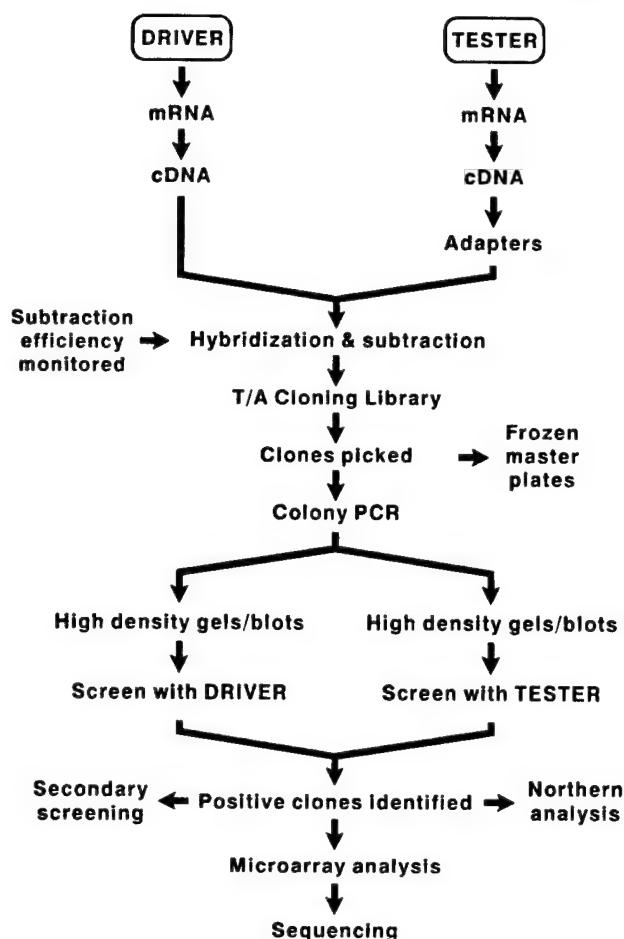 DRIVER
TESTER
mRNA
mRNA
cDNA
cDNA
Adapters
Subtraction
efficiency
monitored
Hybridization & subtraction
T/A Cloning Library
Clones picked
Frozen
master
plates
Colony PCR
High density gels/blots
High density gels/blots
Screen with DRIVER
Screen with TESTER
Secondary
screening
Positive clones identified
Northern
analysis
Microarray analysis
Sequencing